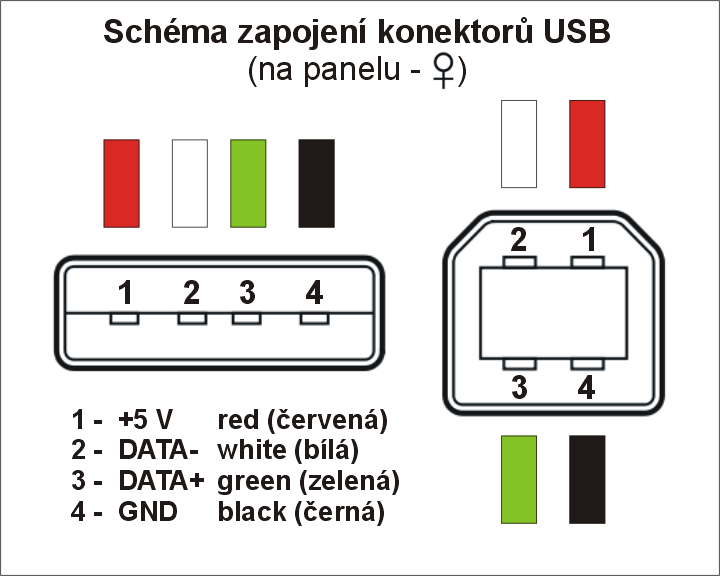 Schéma zapojení konektorů USB
(na panelu - ♀)
1 2 3 4
2 1
3 4
1 - +5 V red (červená)
2 - DATA- white (bílá)
3 - DATA+ green (zelená)
4 - GND black (černá)